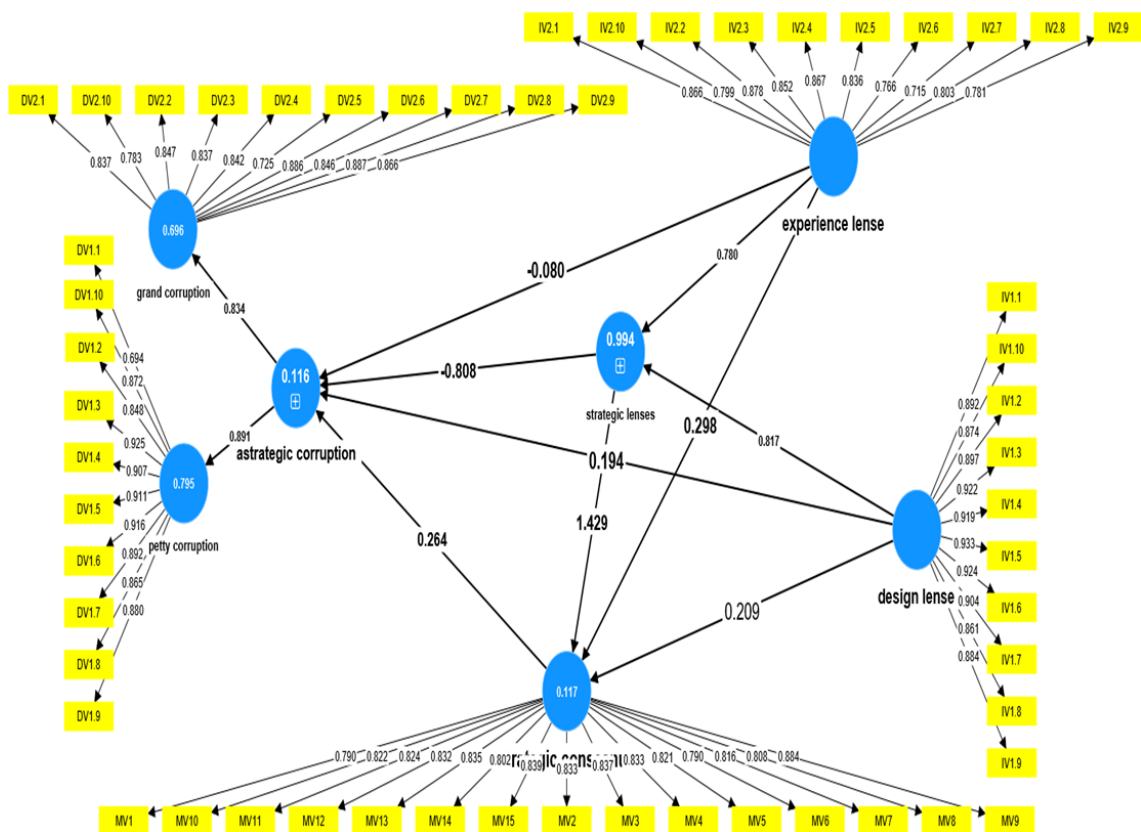 IV2.1 IV2.10 IV2.2 IV2.3 IV2.4 IV2.5 IV2.6 IV2.7 IV2.8 IV2.9
0.866 0.799 0.878 0.852 0.867 0.836 0.766 0.715 0.803 0.781
DV2.1 DV2.10 DV2.2 DV2.3 DV2.4 DV2.5 DV2.6 DV2.7 DV2.8 DV2.9
0.837 0.783 0.847 0.837 0.842 0.725 0.886 0.846 0.887 0.866
experience lense
0.696
grand corruption
DV1.1
DV1.10
DV1.2
DV1.3
DV1.4
DV1.5
DV1.6
DV1.7
DV1.8
DV1.9
0.694
0.872
0.848
0.925
0.907
0.911
0.916
0.892
0.865
0.880
0.795
petty corruption
0.834
0.891
0.116
astrategic corruption
-0.080
0.780
0.994
strategic lenses
-0.808
0.298
0.817
0.194
1.429
0.264
0.209
design lense
IV1.1
IV1.10
IV1.2
IV1.3
IV1.4
IV1.5
IV1.6
IV1.7
IV1.8
IV1.9
0.892
0.874
0.897
0.922
0.919
0.933
0.924
0.904
0.861
0.884
0.117
0.790 0.822 0.824 0.832 0.835 0.802 0.839 0.833 0.837 0.833 0.821 0.790 0.816 0.808 0.884
MV1 MV10 MV11 MV12 MV13 MV14 MV15 MV2 MV3 MV4 MV5 MV6 MV7 MV8 MV9